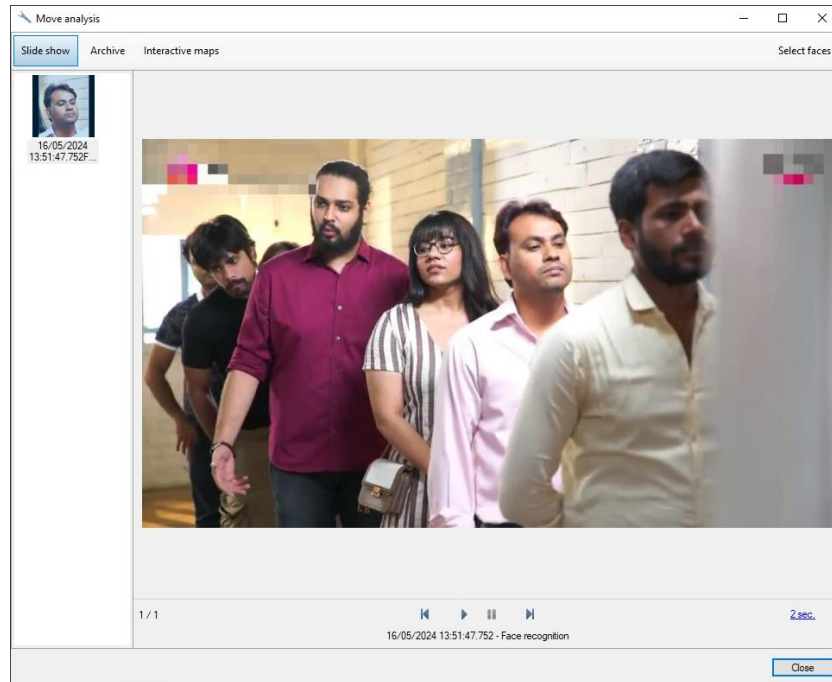 Move analysis
Slide show Archive Interactive maps Select faces
16/05/2024
13:51:47.752F...
1 / 1
2 sec.
16/05/2024 13:51:47.752 - Face recognition
Close